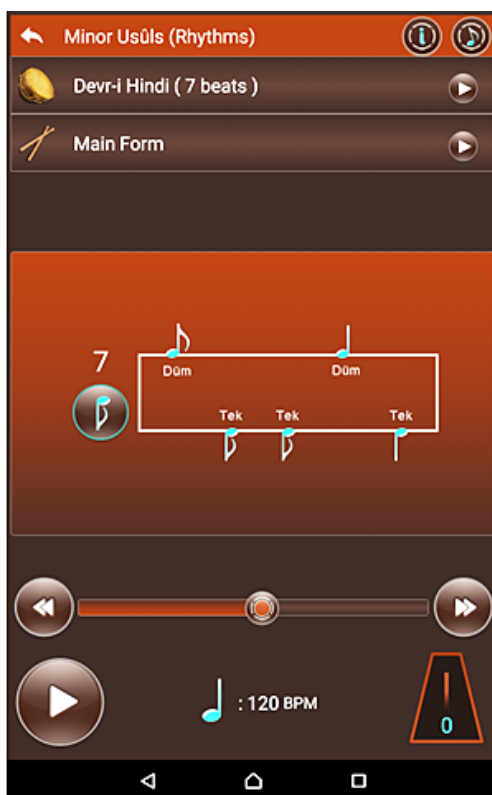 Minor Usûls (Rhythms)
Devr-i Hindi ( 7 beats )
Main Form
7
Düm Düm
Tek Tek Tek
: 120 BPM
0